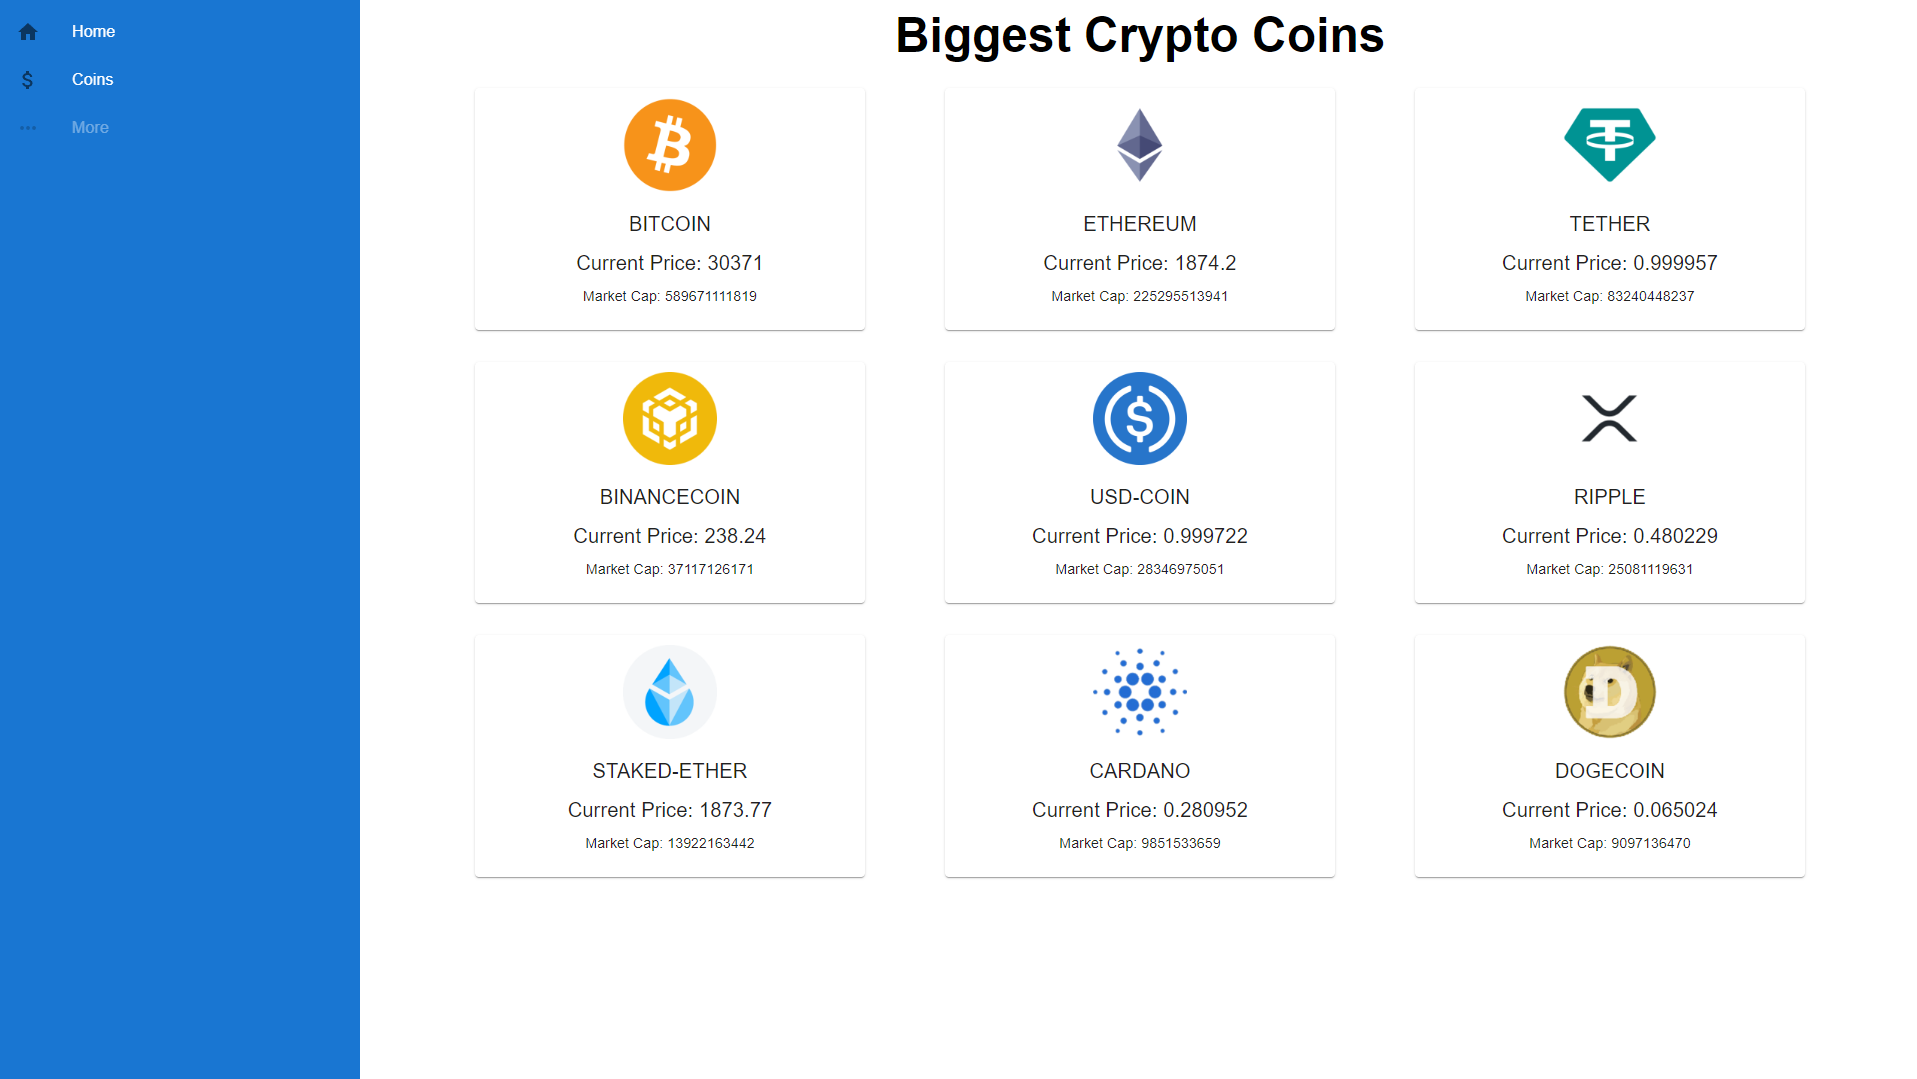 Home
Coins
More
Biggest Crypto Coins
BITCOIN
Current Price: 30371
Market Cap: 589671111819
ETHEREUM
Current Price: 1874.2
Market Cap: 225295513941
TETHER
Current Price: 0.999957
Market Cap: 83240448237
BINANCECOIN
Current Price: 238.24
Market Cap: 37117126171
USD-COIN
Current Price: 0.999722
Market Cap: 28346975051
RIPPLE
Current Price: 0.480229
Market Cap: 25081119631
STAKED-ETHER
Current Price: 1873.77
Market Cap: 13922163442
CARDANO
Current Price: 0.280952
Market Cap: 9851533659
DOGECOIN
Current Price: 0.065024
Market Cap: 9097136470